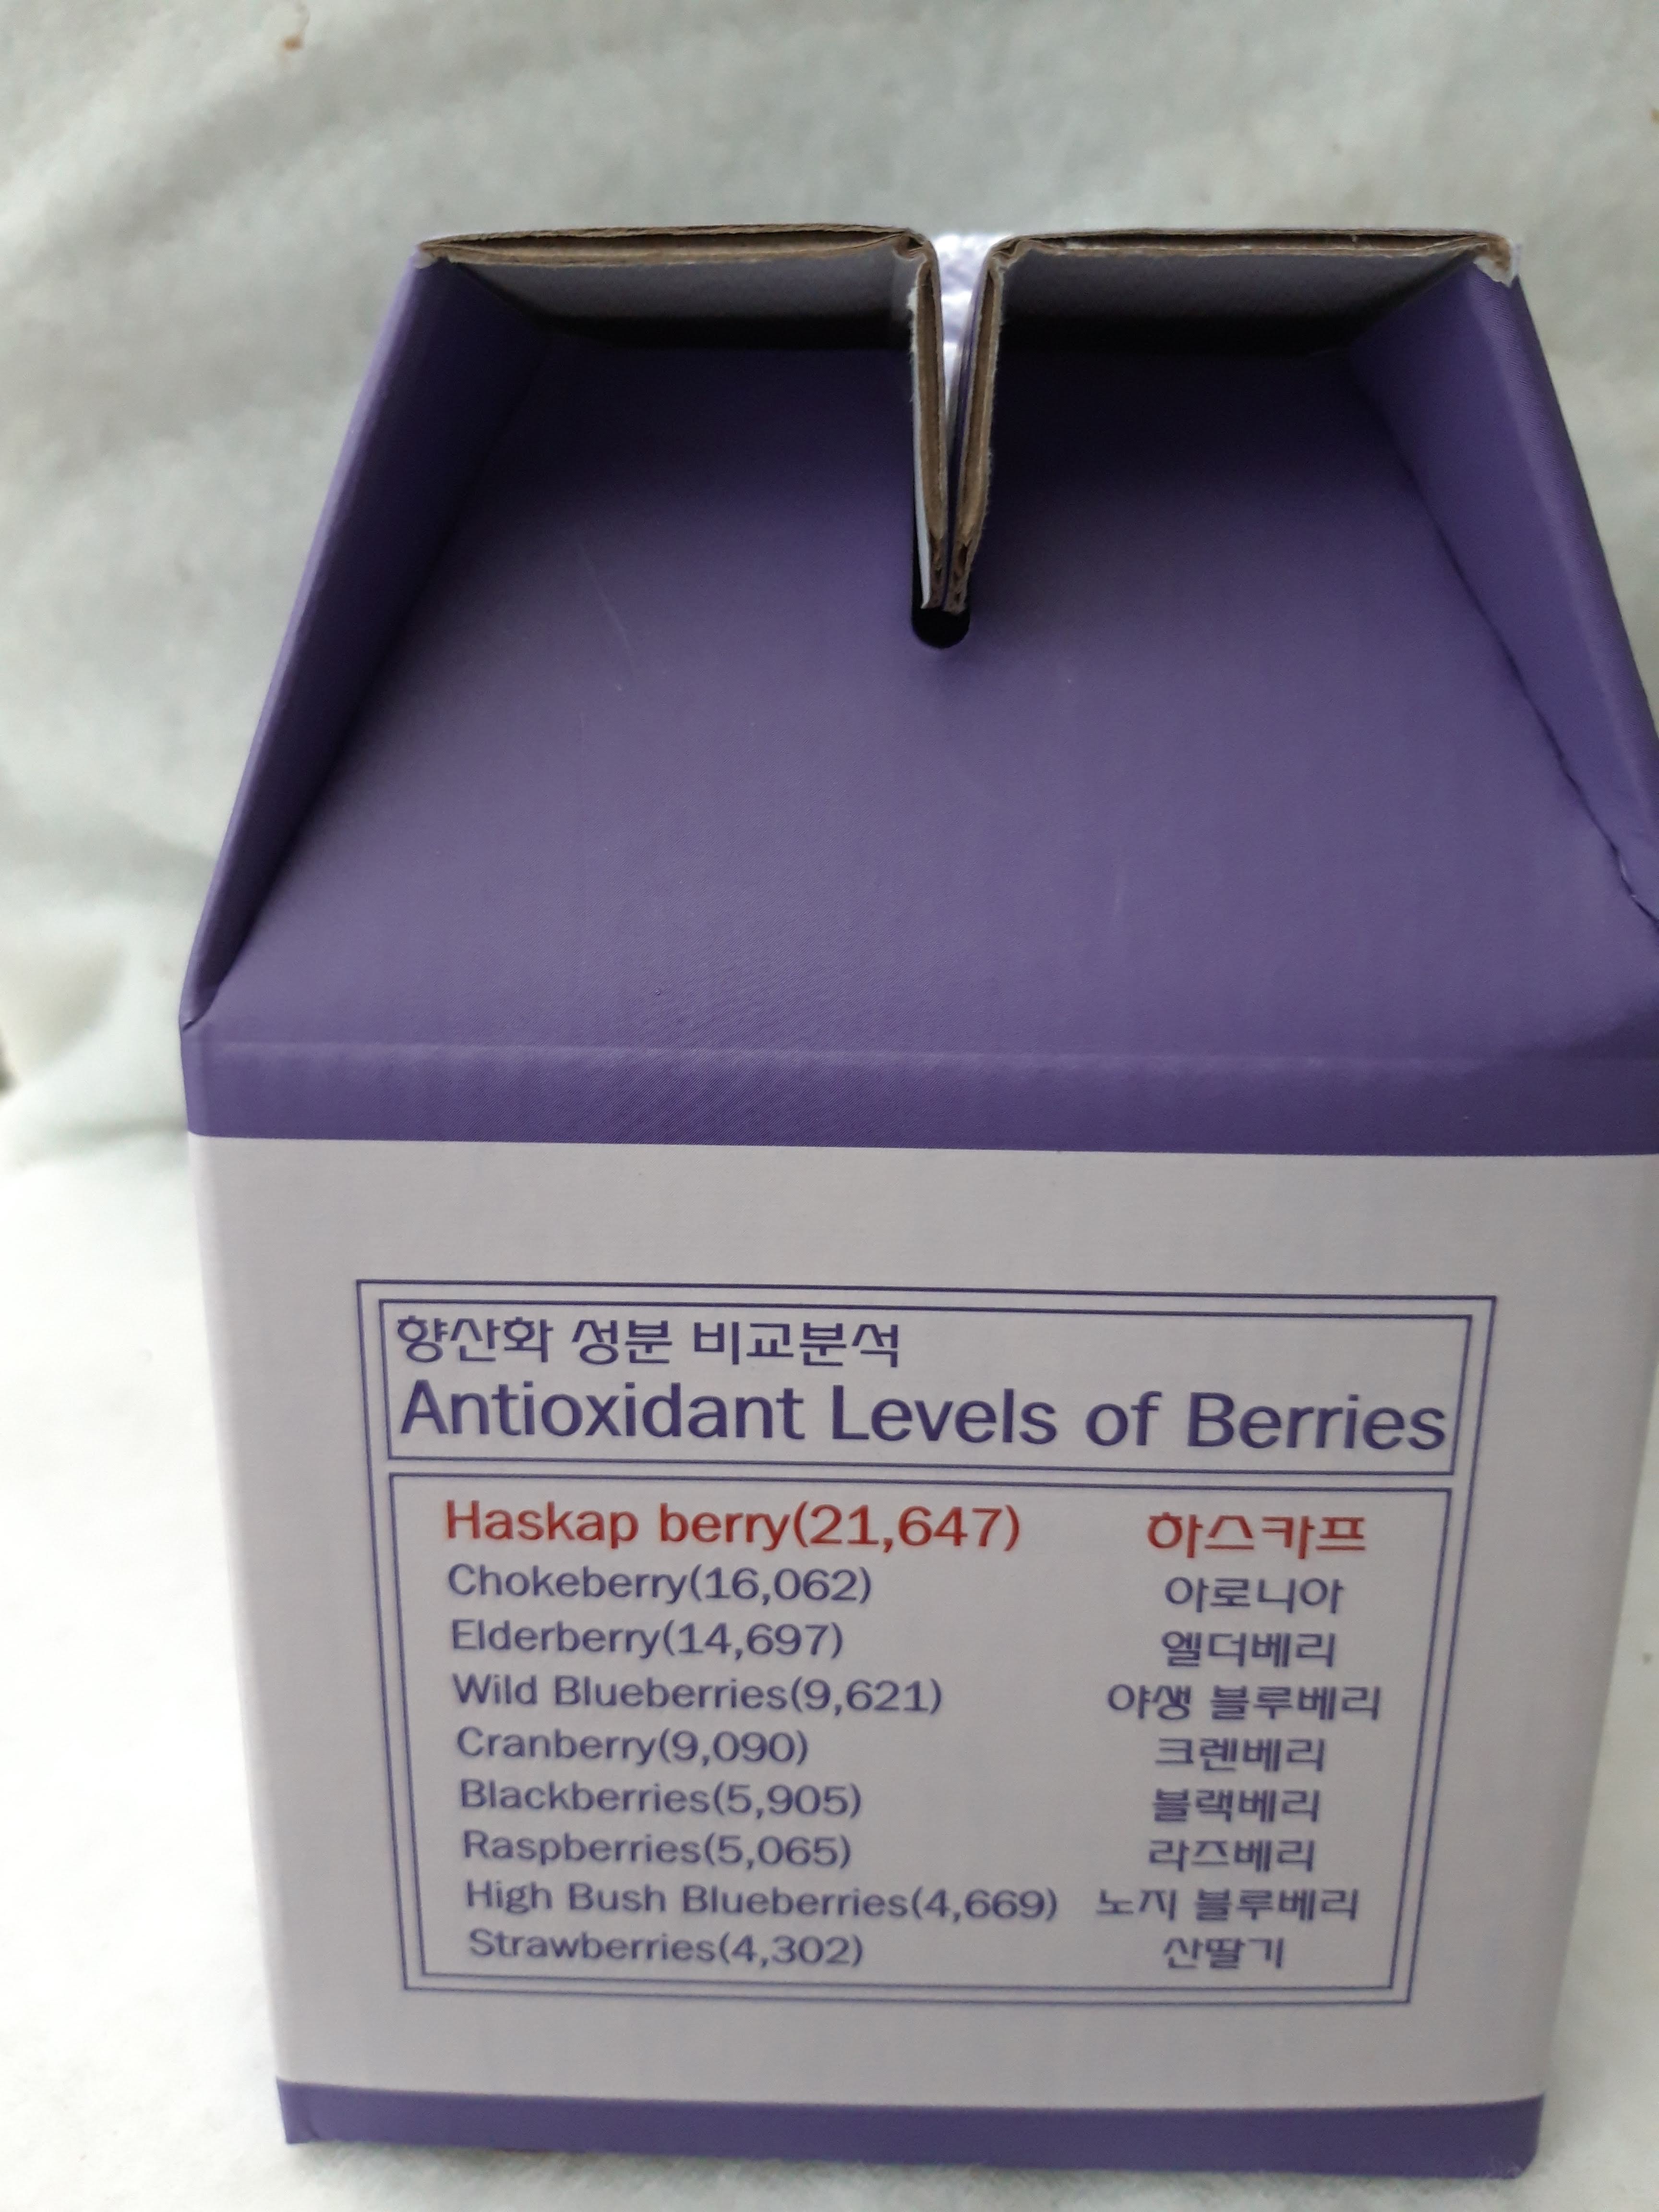 향산화 성분 비교분석
Antioxidant Levels of Berries
Haskap berry(21,647) 하스카프
Chokeberry(16,062) 아로니아
Elderberry(14,697) 엘더베리
Wild Blueberries(9,621) 야생 블루베리
Cranberry(9,090) 크렌베리
Blackberries(5,905) 블랙베리
Raspberries(5,065) 라즈베리
High Bush Blueberries(4,669) 노지 블루베리
Strawberries(4,302) 산딸기